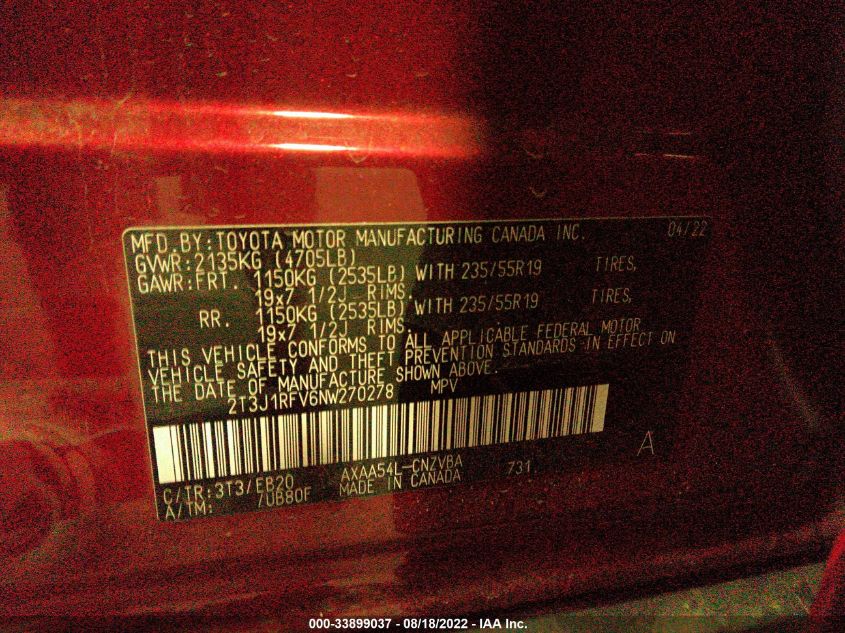 MFD.BY:TOYOTA MOTOR MANUFACTURING CANADA INC. 04/22
GVWR:2135KG (4705LB)
GAWR:FRT. 1150KG (2535LB) WITH 235/55R19 TIRES,
19x7 1/2J RIMS.
RR. 1150KG (2535LB) WITH 235/55R19 TIRES,
19x7 1/2J RIMS.
THIS VEHICLE CONFORMS TO ALL APPLICABLE FEDERAL MOTOR
VEHICLE SAFETY AND THEFT PREVENTION STANDARDS IN EFFECT ON
THE DATE OF MANUFACTURE SHOWN ABOVE.
2T3J1RFV6NW270278 MPV
A
C/TR:3T3/EB20 AXAA54L-CNZVBA 731
A/TM: /UB80F MADE IN CANADA
000-33899037 - 08/18/2022 - IAA Inc.